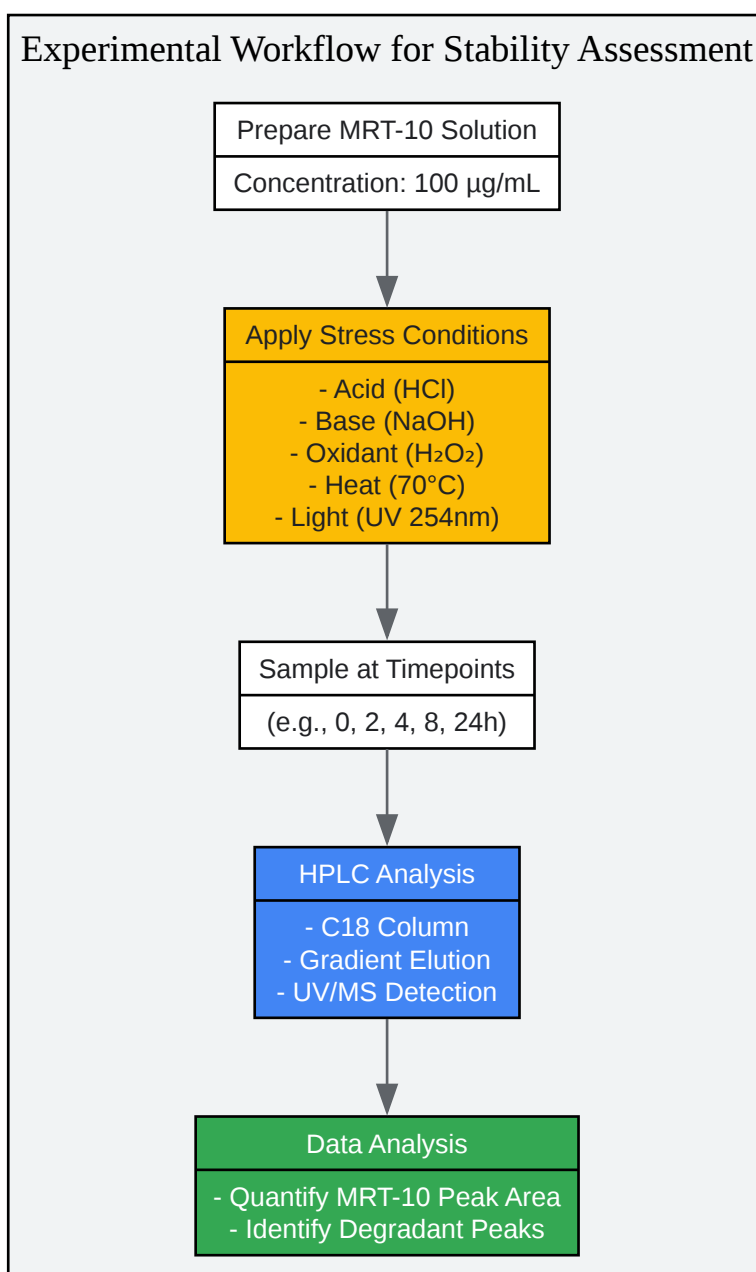 Experimental Workflow for Stability Assessment
Prepare MRT-10 Solution
Concentration: 100 µg/mL
Apply Stress Conditions
- Acid (HCl)
- Base (NaOH)
- Oxidant (H₂O₂)
- Heat (70°C)
- Light (UV 254nm)
Sample at Timepoints
(e.g., 0, 2, 4, 8, 24h)
HPLC Analysis
- C18 Column
- Gradient Elution
- UV/MS Detection
Data Analysis
- Quantify MRT-10 Peak Area
- Identify Degradant Peaks